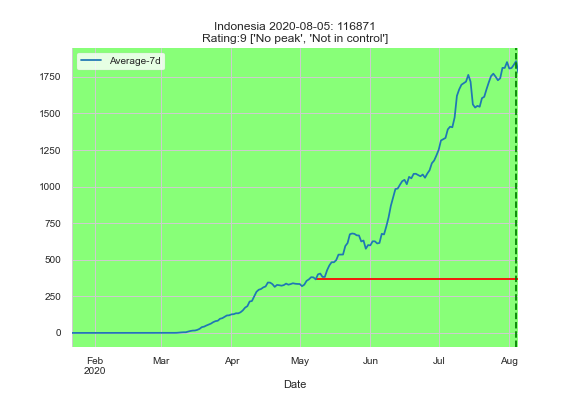 Indonesia 2020-08-05: 116871
Rating:9 ['No peak', 'Not in control']
Average-7d
1750
1500
1250
1000
750
500
250
0
Feb Mar Apr May Jun Jul Aug
2020
Date